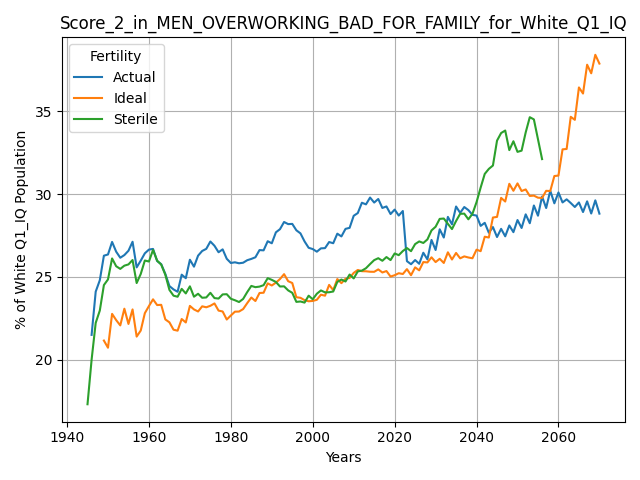 Score_2_in_MEN_OVERWORKING_BAD_FOR_FAMILY_for_White_Q1_IQ
Fertility
Actual
Ideal
Sterile
% of White Q1_IQ Population
35
30
25
20
1940
1960
1980
2000
2020
2040
2060
Years